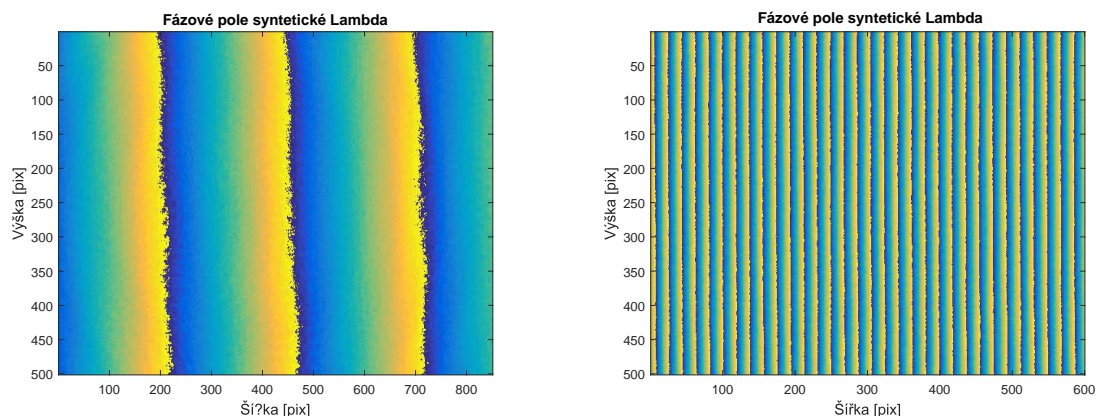 Fázové pole syntetické Lambda
50
100
150
200
250
300
350
400
450
500
Výška [pix]
100 200 300 400 500 600 700 800
Ší?ka [pix]
Fázové pole syntetické Lambda
50
100
150
200
250
300
350
400
450
500
Výška [pix]
100 200 300 400 500 600
Šířka [pix]